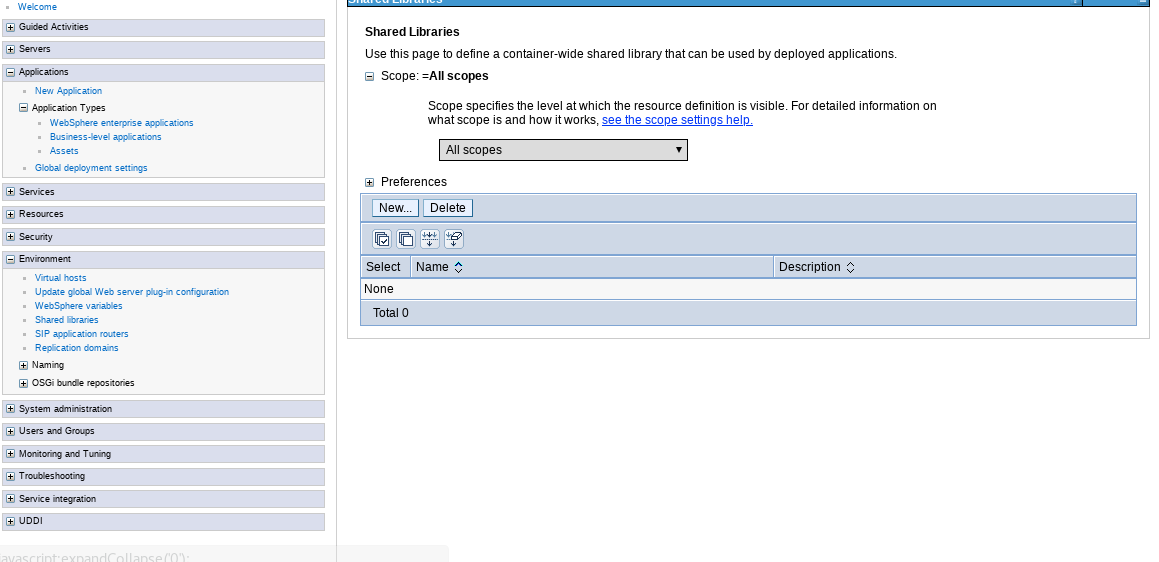 Welcome
Guided Activities
Servers
Applications
New Application
Application Types
WebSphere enterprise applications
Business-level applications
Assets
Global deployment settings
Services
Resources
Security
Environment
Virtual hosts
Update global Web server plug-in configuration
WebSphere variables
Shared libraries
SIP application routers
Replication domains
Naming
OSGi bundle repositories
System administration
Users and Groups
Monitoring and Tuning
Troubleshooting
Service integration
UDDI
javascript:expandCollapse('0');
Shared Libraries
Shared Libraries
Use this page to define a container-wide shared library that can be used by deployed applications.
Scope: =All scopes
Scope specifies the level at which the resource definition is visible. For detailed information on
what scope is and how it works, see the scope settings help.
All scopes
Preferences
New... Delete
Select Name Description
None
Total 0